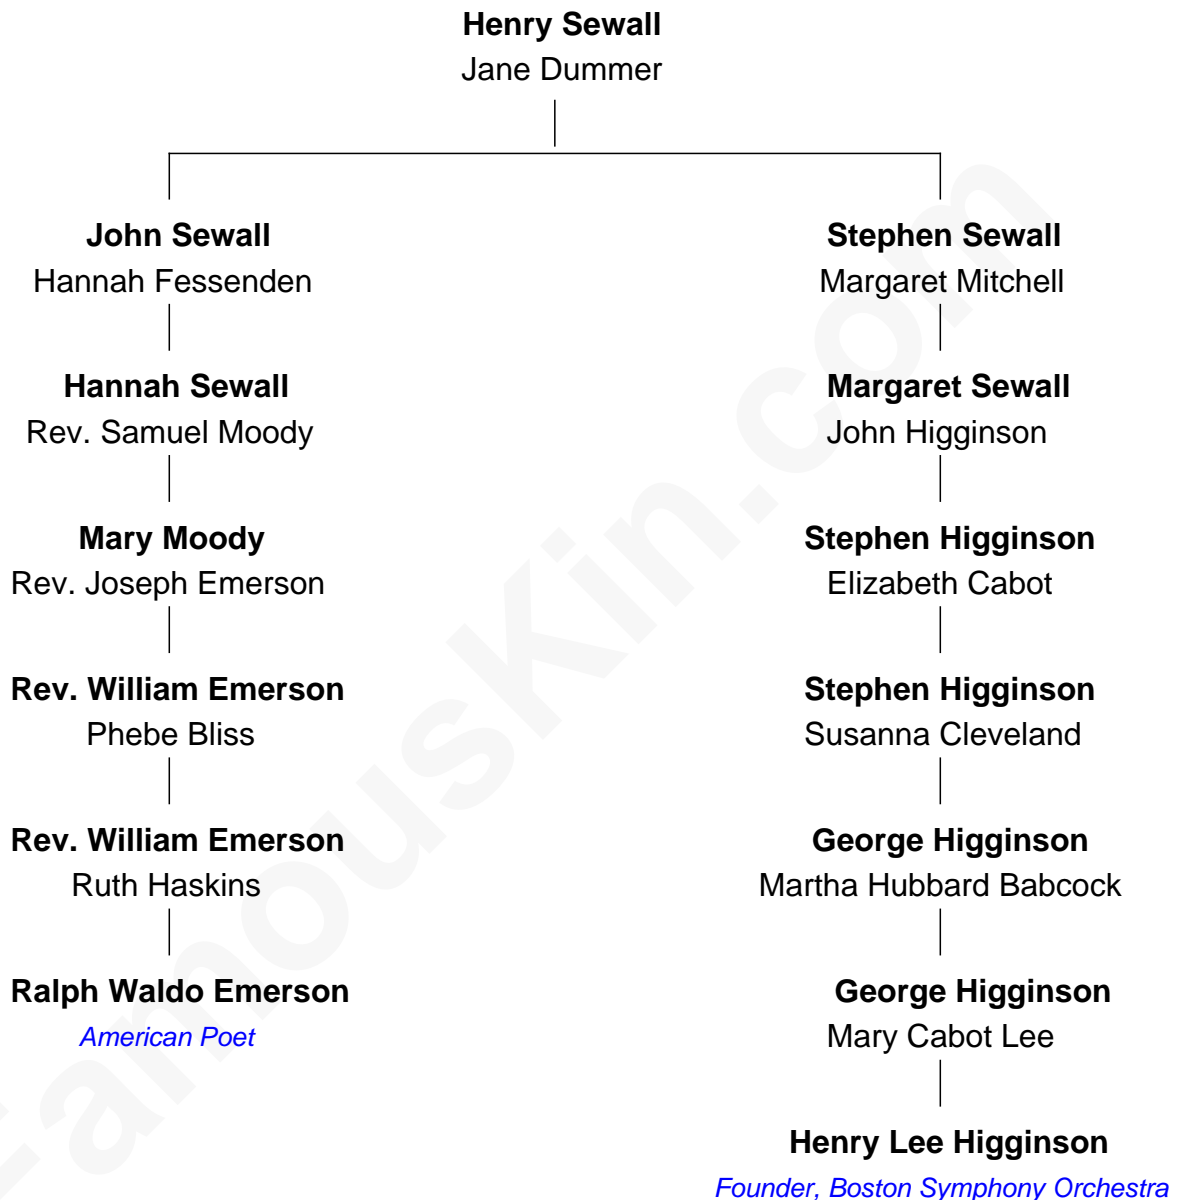 Henry Sewall
Jane Dummer
John Sewall
Hannah Fessenden
Stephen Sewall
Margaret Mitchell
Hannah Sewall
Rev. Samuel Moody
Margaret Sewall
John Higginson
Mary Moody
Rev. Joseph Emerson
Stephen Higginson
Elizabeth Cabot
Rev. William Emerson
Phebe Bliss
Stephen Higginson
Susanna Cleveland
Rev. William Emerson
Ruth Haskins
George Higginson
Martha Hubbard Babcock
Ralph Waldo Emerson
American Poet
George Higginson
Mary Cabot Lee
Henry Lee Higginson
Founder, Boston Symphony Orchestra
FamousKin.com